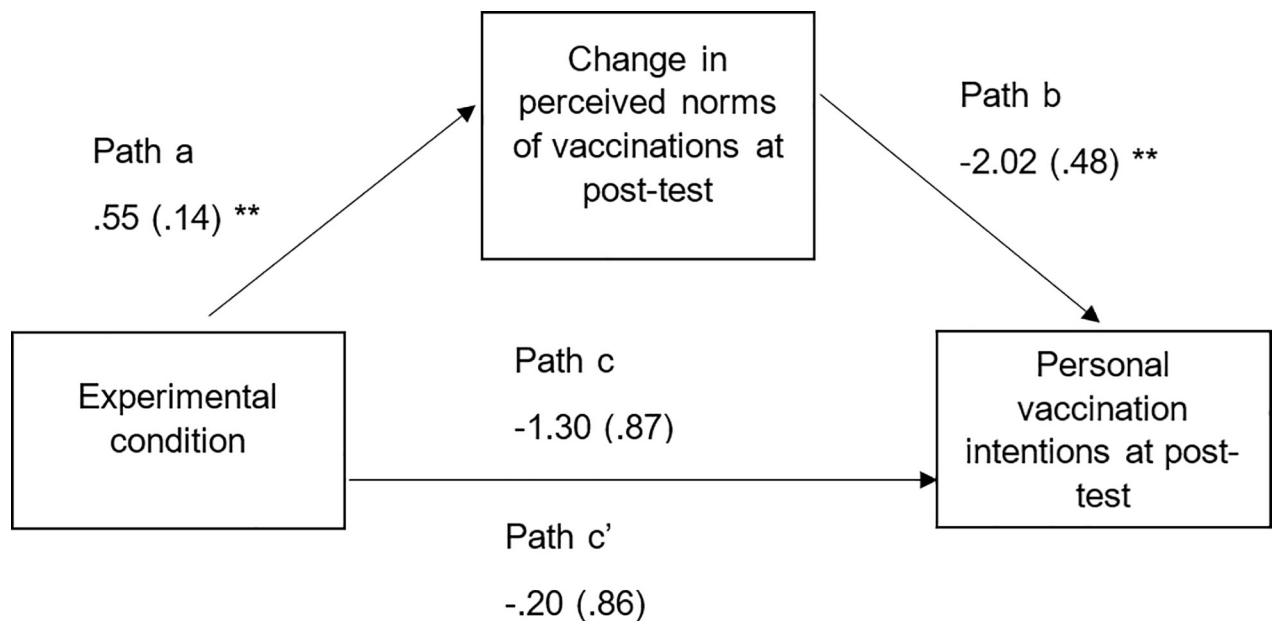 Change in
perceived norms
of vaccinations at
post-test
Path b
-2.02 (.48) **
Path a
.55 (.14) **
Experimental
condition
Path c
-1.30 (.87)
Path c’
-.20 (.86)
Personal
vaccination
intentions at post-
test